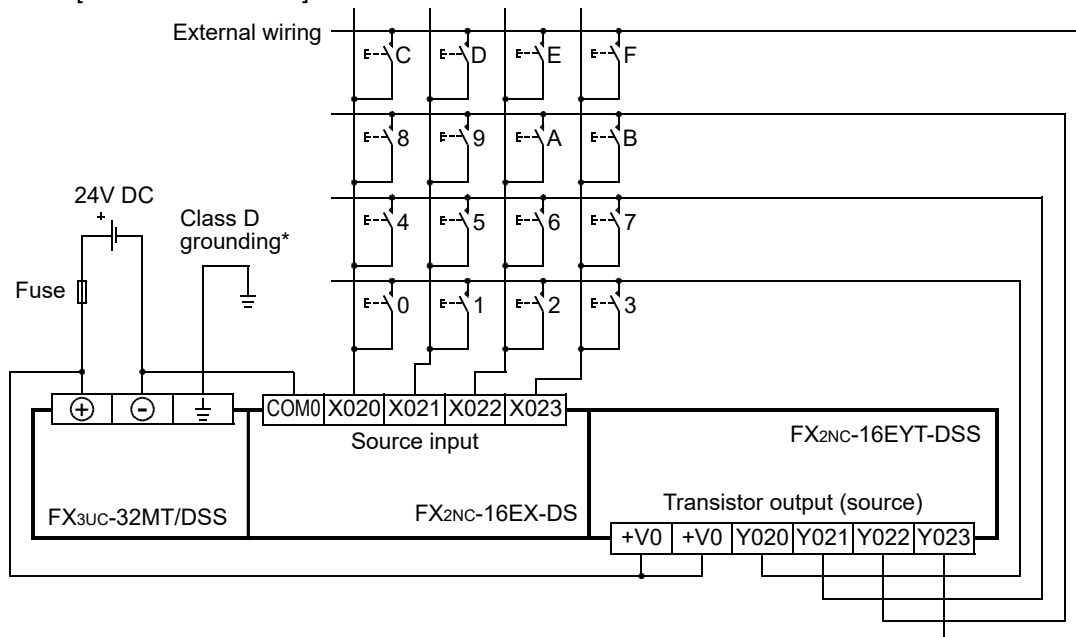 External wiring
C D E F
8 9 A B
24V DC
+
Class D
grounding*
4 5 6 7
Fuse
0 1 2 3
+ -
COM0 X020 X021 X022 X023
Source input
FX2NC-16EYT-DSS
FX3UC-32MT/DSS
FX2NC-16EX-DS
Transistor output (source)
+V0 +V0 Y020 Y021 Y022 Y023